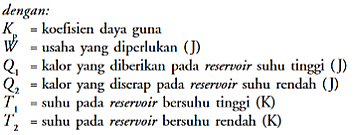 dengan:
Kₚ = koefisien daya guna
W = usaha yang diperlukan (J)
Q₁ = kalor yang diberikan pada reservoir suhu tinggi (J)
Q₂ = kalor yang diserap pada reservoir suhu rendah (J)
T₁ = suhu pada reservoir bersuhu tinggi (K)
T₂ = suhu pada reservoir bersuhu rendah (K)